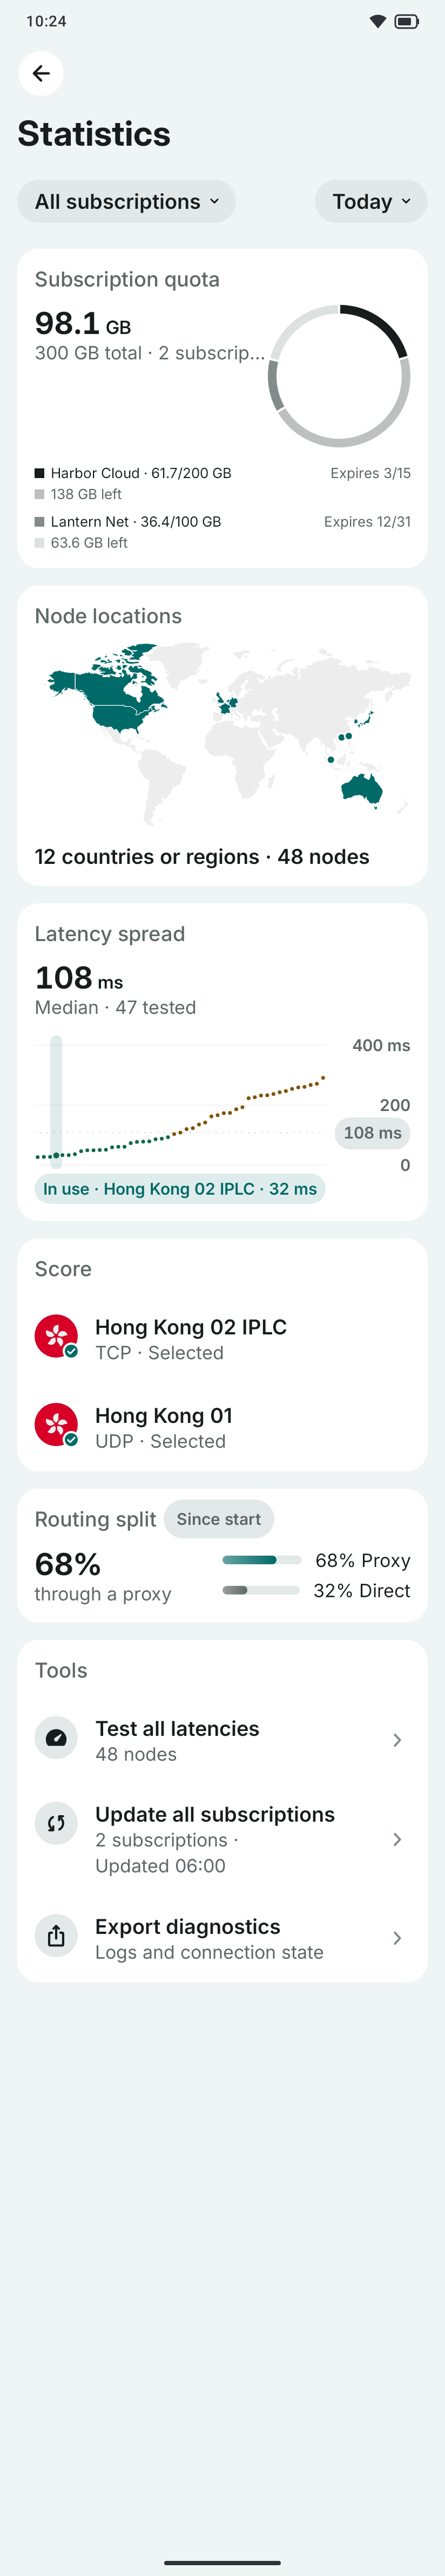 10:24
Statistics
All subscriptions
Today
Subscription quota
98.1 GB
300 GB total · 2 subscrip...
Harbor Cloud · 61.7/200 GB
Expires 3/15
138 GB left
Lantern Net · 36.4/100 GB
Expires 12/31
63.6 GB left
Node locations
12 countries or regions · 48 nodes
Latency spread
108 ms
Median · 47 tested
400 ms
200
108 ms
0
In use · Hong Kong 02 IPLC · 32 ms
Score
Hong Kong 02 IPLC
TCP · Selected
Hong Kong 01
UDP · Selected
Routing split
Since start
68%
through a proxy
68% Proxy
32% Direct
Tools
Test all latencies
48 nodes
Update all subscriptions
2 subscriptions ·
Updated 06:00
Export diagnostics
Logs and connection state